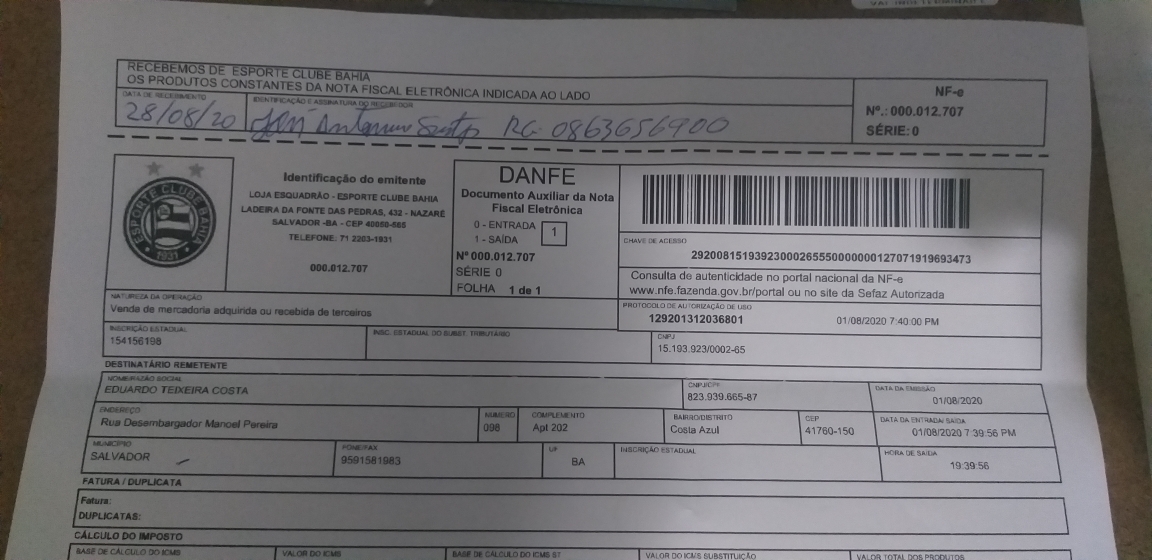 RECEBEMOS DE ESPORTE CLUBE BAHIA
OS PRODUTOS CONSTANTES DA NOTA FISCAL ELETRÔNICA INDICADA AO LADO
NF-e
Nº.: 000.012.707
SÉRIE: 0
DATA DE RECEBIMENTO
IDENTIFICAÇÃO E ASSINATURA DO RECEBEDOR
28/08/20
Antonio Santos RG: 0863656900
ESPORTE CLUBE BAHIA
1931
Identificação do emitente
LOJA ESQUADRÃO - ESPORTE CLUBE BAHIA
LADEIRA DA FONTE DAS PEDRAS, 432 - NAZARÉ
SALVADOR -BA - CEP 40050-565
TELEFONE: 71 2203-1931
000.012.707
DANFE
Documento Auxiliar da Nota
Fiscal Eletrônica
0 - ENTRADA
1 - SAÍDA
1
Nº 000.012.707
SÉRIE 0
FOLHA 1 de 1
CHAVE DE ACESSO
29200815193923000265550000000127071919693473
Consulta de autenticidade no portal nacional da NF-e
www.nfe.fazenda.gov.br/portal ou no site da Sefaz Autorizada
NATUREZA DA OPERAÇÃO
Venda de mercadoria adquirida ou recebida de terceiros
PROTOCOLO DE AUTORIZAÇÃO DE USO
129201312036801 01/08/2020 7:40:00 PM
INSCRIÇÃO ESTADUAL
154156198
INSC. ESTADUAL DO SUBST. TRIBUTÁRIO
CNPJ
15.193.923/0002-65
DESTINATÁRIO REMETENTE
NOME/RAZÃO SOCIAL
EDUARDO TEIXEIRA COSTA
CNPJ/CPF
823.939.665-87
DATA DA EMISSÃO
01/08/2020
ENDEREÇO
Rua Desembargador Manoel Pereira
NUMERO
098
COMPLEMENTO
Apt 202
BAIRRO/DISTRITO
Costa Azul
CEP
41760-150
DATA DA ENTRADA/ SAÍDA
01/08/2020 7:39:56 PM
MUNICÍPIO
SALVADOR
FONE/FAX
9591581983
UF
BA
INSCRIÇÃO ESTADUAL
HORA DE SAÍDA
19:39:56
FATURA / DUPLICATA
Fatura:
DUPLICATAS:
CÁLCULO DO IMPOSTO
BASE DE CÁLCULO DO ICMS
VALOR DO ICMS
BASE DE CÁLCULO DO ICMS ST
VALOR DO ICMS SUBSTITUIÇÃO
VALOR TOTAL DOS PRODUTOS